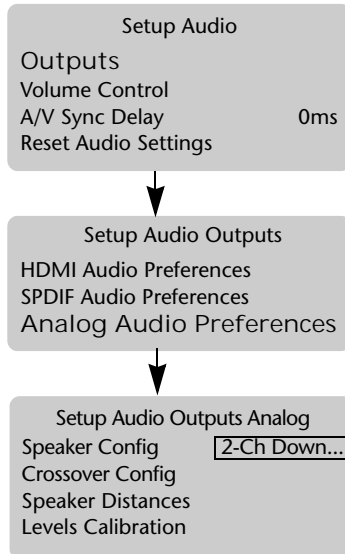 Setup Audio
Outputs
Volume Control
A/V Sync Delay 0ms
Reset Audio Settings
Setup Audio Outputs
HDMI Audio Preferences
SPDIF Audio Preferences
Analog Audio Preferences
Setup Audio Outputs Analog
Speaker Config 2-Ch Down...
Crossover Config
Speaker Distances
Levels Calibration